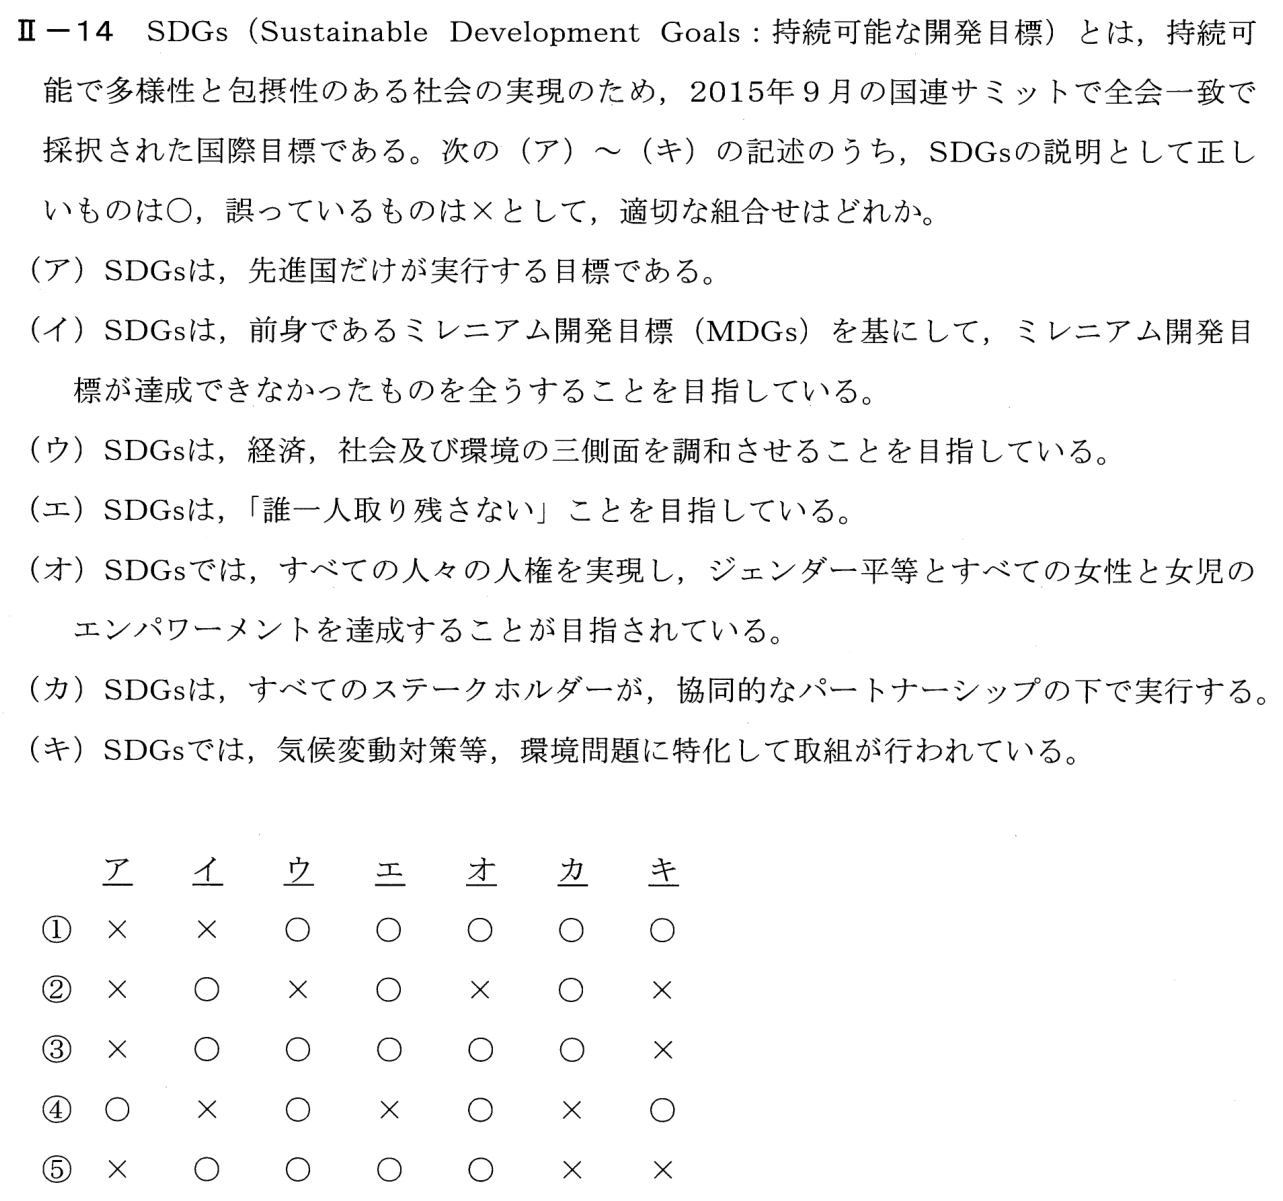 Ⅱ－14　SDGs（Sustainable Development Goals：持続可能な開発目標）とは，持続可
能で多様性と包摂性のある社会の実現のため，2015年９月の国連サミットで全会一致で
採択された国際目標である。次の（ア）～（キ）の記述のうち，SDGsの説明として正し
いものは○，誤っているものは×として，適切な組合せはどれか。
（ア）SDGsは，先進国だけが実行する目標である。
（イ）SDGsは，前身であるミレニアム開発目標（MDGs）を基にして，ミレニアム開発目
標が達成できなかったものを全うすることを目指している。
（ウ）SDGsは，経済，社会及び環境の三側面を調和させることを目指している。
（エ）SDGsは，「誰一人取り残さない」ことを目指している。
（オ）SDGsでは，すべての人々の人権を実現し，ジェンダー平等とすべての女性と女児の
エンパワーメントを達成することが目指されている。
（カ）SDGsは，すべてのステークホルダーが，協同的なパートナーシップの下で実行する。
（キ）SDGsでは，気候変動対策等，環境問題に特化して取組が行われている。
ア　イ　ウ　エ　オ　カ　キ
①　×　×　○　○　○　○　○
②　×　○　×　○　×　○　×
③　×　○　○　○　○　○　×
④　○　×　○　×　○　×　○
⑤　×　○　○　○　○　×　×